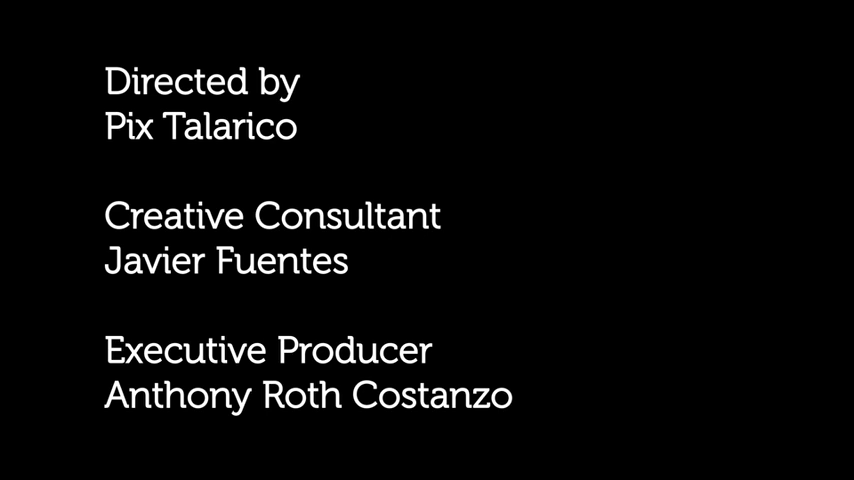 Directed by
Pix Talarico
Creative Consultant
Javier Fuentes
Executive Producer
Anthony Roth Costanzo